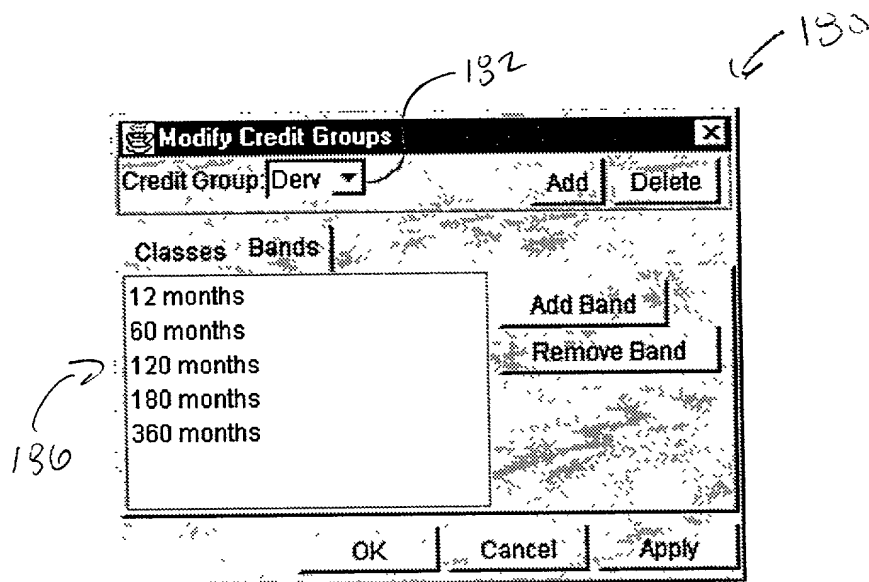 180
182
Modify Credit Groups
Credit Group: Derv
Add
Delete
Classes
Bands
12 months
60 months
120 months
180 months
360 months
Add Band
Remove Band
186
OK
Cancel
Apply